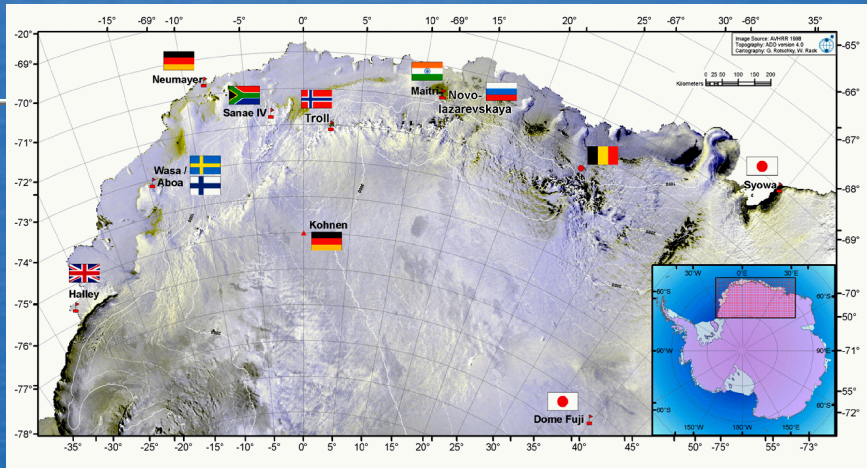 -15° -69° -10° -5° 0° 5° 10° -69° 15° 20° -68° 25° -67° 30° -66° 35°
-20°
-69°
-70°
-71°
-72°
-73°
-74°
-75°
-76°
-77°
-78°
-65°
40°
-66°
45°
-67°
-68°
-70°
50°
-71°
55°
-72°
Image Source: AVHRR 1998
Topography: ADD version 4.0
Cartography: G. Rotschky, W. Rack
Kilometers
0 25 50 100 150 200
Neumayer
Sanae IV
Troll
Maitri
Novo-
lazarevskaya
Syowa
Wasa /
Aboa
Kohnen
Halley
Dome Fuji
30°W 0°E 30°E
60°S 60°S
90°W 90°E
60°S 60°S
150°W 150°E
-35° -25° -20° -15° -10° -5° 0° 5° 10° 15° 20° 25° 30° 35° 40° 45° 50° -75° -74° 55° -73°